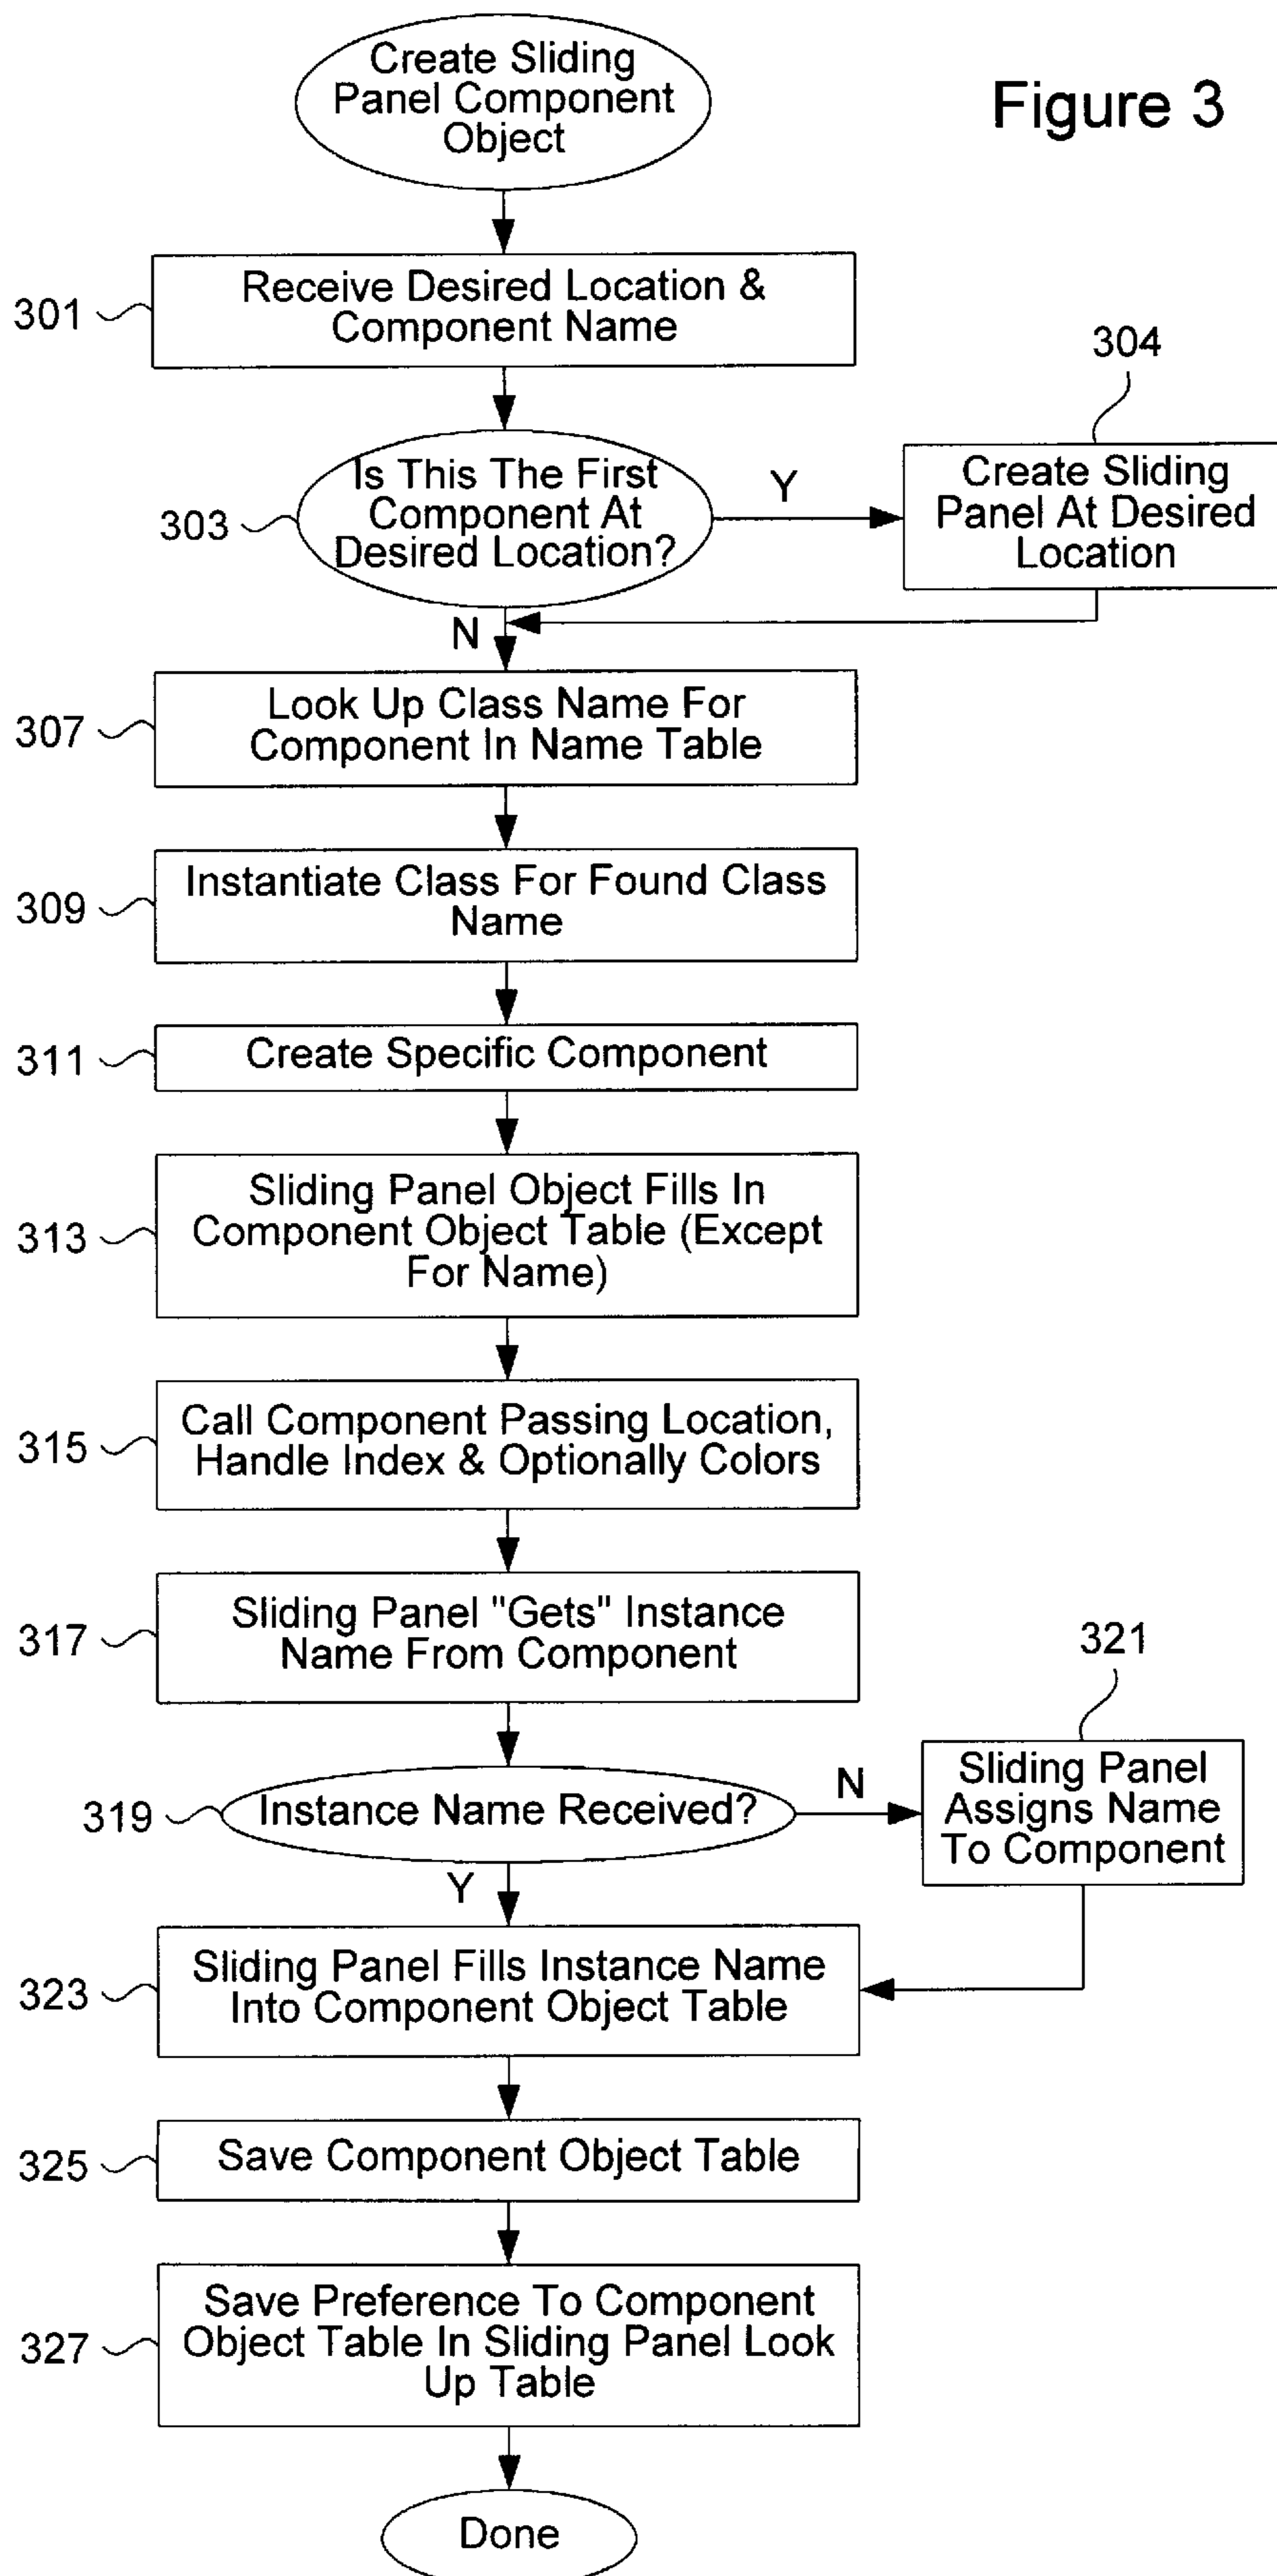 Create Sliding
Panel Component
Object
Figure 3
301
Receive Desired Location &
Component Name
304
303
Is This The First
Component At
Desired Location?
Y
Create Sliding
Panel At Desired
Location
N
307
Look Up Class Name For
Component In Name Table
309
Instantiate Class For Found Class
Name
311
Create Specific Component
313
Sliding Panel Object Fills In
Component Object Table (Except
For Name)
315
Call Component Passing Location,
Handle Index & Optionally Colors
317
Sliding Panel "Gets" Instance
Name From Component
321
319
Instance Name Received?
N
Sliding Panel
Assigns Name
To Component
Y
323
Sliding Panel Fills Instance Name
Into Component Object Table
325
Save Component Object Table
327
Save Preference To Component
Object Table In Sliding Panel Look
Up Table
Done